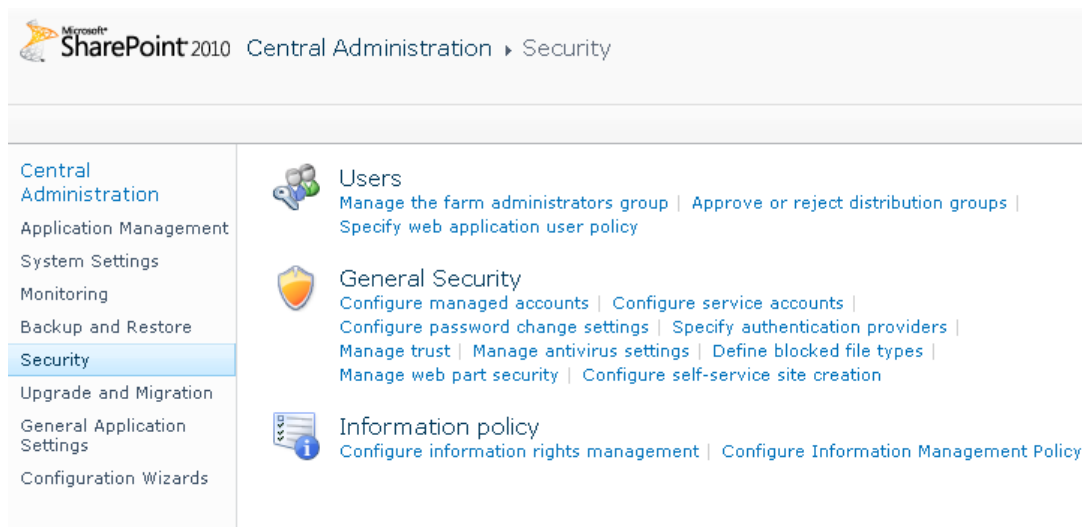 Microsoft®
SharePoint 2010 Central Administration ▸ Security
Central
Administration
Application Management
System Settings
Monitoring
Backup and Restore
Security
Upgrade and Migration
General Application
Settings
Configuration Wizards
Users
Manage the farm administrators group | Approve or reject distribution groups |
Specify web application user policy
General Security
Configure managed accounts | Configure service accounts |
Configure password change settings | Specify authentication providers |
Manage trust | Manage antivirus settings | Define blocked file types |
Manage web part security | Configure self-service site creation
Information policy
Configure information rights management | Configure Information Management Policy